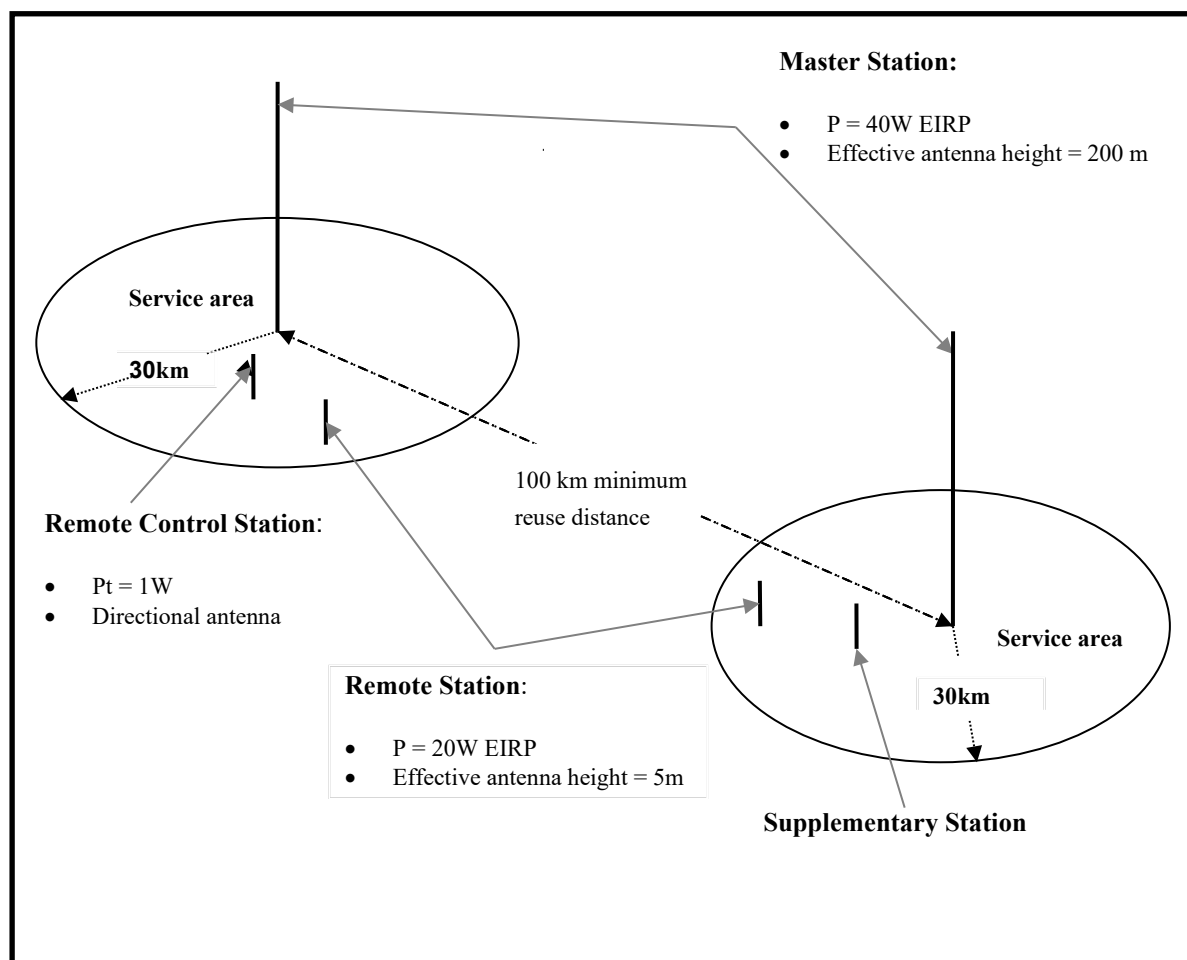 Master Station:
• P = 40W EIRP
• Effective antenna height = 200 m
Service area
30km
100 km minimum
reuse distance
Remote Control Station:
• Pt = 1W
• Directional antenna
Service area
30km
Remote Station:
• P = 20W EIRP
• Effective antenna height = 5m
Supplementary Station